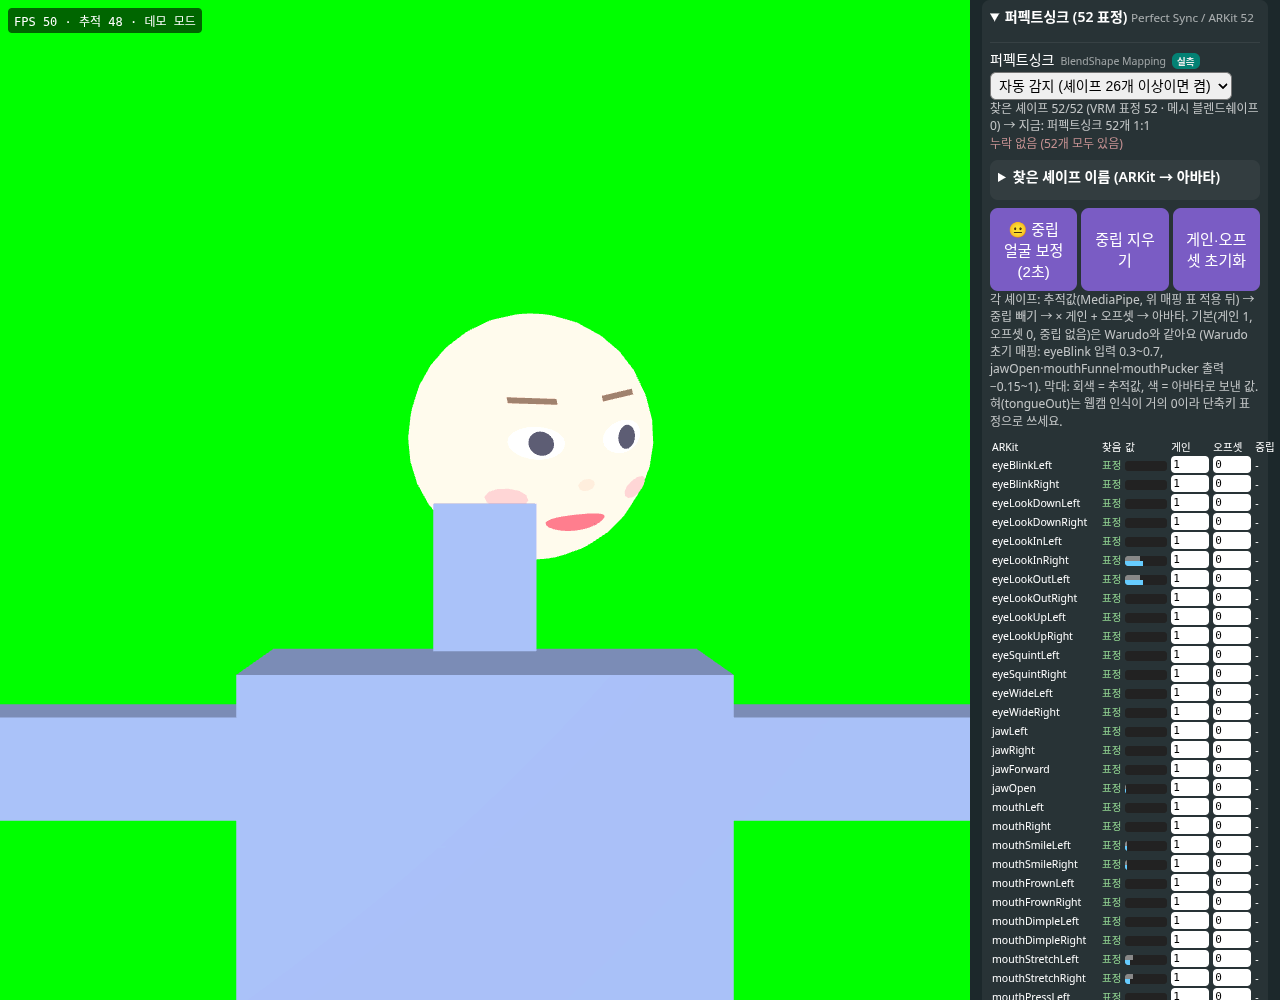 FPS 50 · 추적 48 · 데모 모드
▼ 퍼펙트싱크 (52 표정) Perfect Sync / ARKit 52
퍼펙트싱크 BlendShape Mapping 실측
자동 감지 (셰이프 26개 이상이면 켬)
찾은 셰이프 52/52 (VRM 표정 52 · 메시 블렌드쉐이프
0) → 지금: 퍼펙트싱크 52개 1:1
누락 없음 (52개 모두 있음)
▶ 찾은 셰이프 이름 (ARKit → 아바타)
😐 중립
얼굴 보정
(2초)
중립 지우
기
게인·오프
셋 초기화
각 셰이프: 추적값(MediaPipe, 위 매핑 표 적용 뒤) →
중립 빼기 → × 게인 + 오프셋 → 아바타. 기본(게인 1,
오프셋 0, 중립 없음)은 Warudo와 같아요 (Warudo
초기 매핑: eyeBlink 입력 0.3~0.7,
jawOpen·mouthFunnel·mouthPucker 출력
−0.15~1). 막대: 회색 = 추적값, 색 = 아바타로 보낸 값.
혀(tongueOut)는 웹캠 인식이 거의 0이라 단축키 표
정으로 쓰세요.
ARKit 찾음 값 게인 오프셋 중립
eyeBlinkLeft 표정 1 0 -
eyeBlinkRight 표정 1 0 -
eyeLookDownLeft 표정 1 0 -
eyeLookDownRight 표정 1 0 -
eyeLookInLeft 표정 1 0 -
eyeLookInRight 표정 1 0 -
eyeLookOutLeft 표정 1 0 -
eyeLookOutRight 표정 1 0 -
eyeLookUpLeft 표정 1 0 -
eyeLookUpRight 표정 1 0 -
eyeSquintLeft 표정 1 0 -
eyeSquintRight 표정 1 0 -
eyeWideLeft 표정 1 0 -
eyeWideRight 표정 1 0 -
jawLeft 표정 1 0 -
jawRight 표정 1 0 -
jawForward 표정 1 0 -
jawOpen 표정 1 0 -
mouthLeft 표정 1 0 -
mouthRight 표정 1 0 -
mouthSmileLeft 표정 1 0 -
mouthSmileRight 표정 1 0 -
mouthFrownLeft 표정 1 0 -
mouthFrownRight 표정 1 0 -
mouthDimpleLeft 표정 1 0 -
mouthDimpleRight 표정 1 0 -
mouthStretchLeft 표정 1 0 -
mouthStretchRight 표정 1 0 -
mouthPressLeft 표정 1 0 -